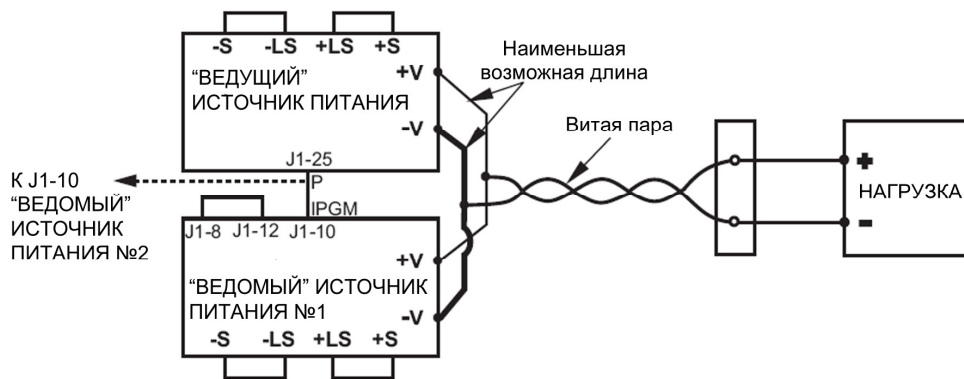 -S -LS +LS +S
“ВЕДУЩИЙ”
ИСТОЧНИК ПИТАНИЯ
+V
-V
J1-25
P
IPGM
К J1-10
“ВЕДОМЫЙ”
ИСТОЧНИК
ПИТАНИЯ №2
J1-8 J1-12 J1-10
+V
“ВЕДОМЫЙ” ИСТОЧНИК
ПИТАНИЯ №1
-V
-S -LS +LS +S
Наименьшая
возможная длина
Витая пара
+
НАГРУЗКА
-